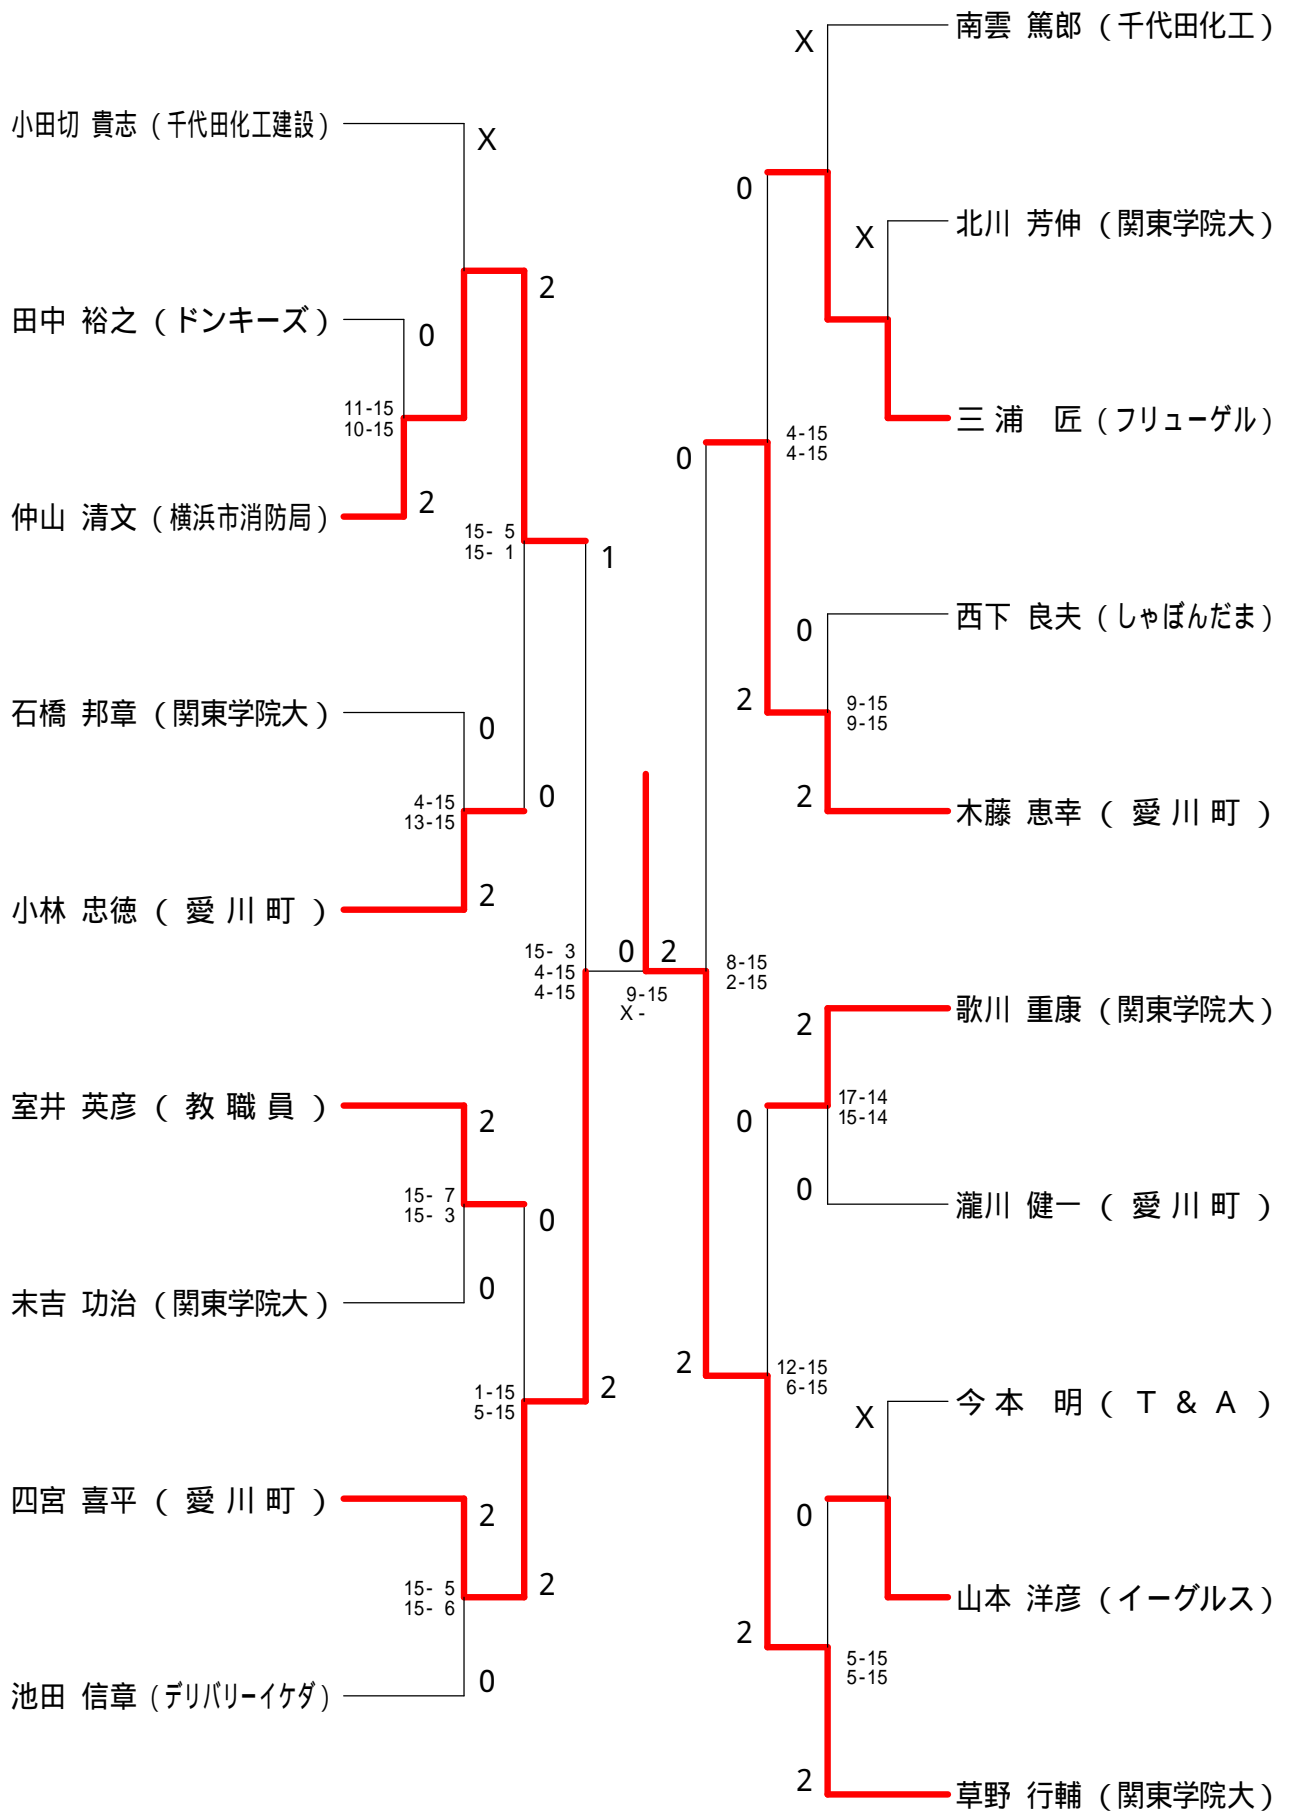 小田切 貴志 (千代田化工建設)
X
田中 裕之 (ドンキーズ)
0
2
11-15
10-15
仲山 清文 (横浜市消防局)
2
15- 5
15- 1
1
石橋 邦章 (関東学院大)
0
4-15
13-15
0
小林 忠徳 ( 愛川町 )
2
15- 3
4-15
4-15
室井 英彦 ( 教職員 )
2
15- 7
15- 3
0
末吉 功治 (関東学院大)
0
1-15
5-15
2
四宮 喜平 ( 愛川町 )
2
15- 5
15- 6
2
池田 信章 (デリバリーイケダ)
0
0 2
9-15
X -
南雲 篤郎 (千代田化工)
X
0
北川 芳伸 (関東学院大)
X
三浦 匠 (フリューゲル)
4-15
4-15
0
西下 良夫 (しゃぼんだま)
0
9-15
9-15
2
木藤 恵幸 ( 愛川町 )
2
8-15
2-15
歌川 重康 (関東学院大)
2
17-14
15-14
0
瀧川 健一 ( 愛川町 )
0
12-15
6-15
2
今本 明 ( T & A )
X
0
山本 洋彦 (イーグルス)
5-15
5-15
2
草野 行輔 (関東学院大)
2